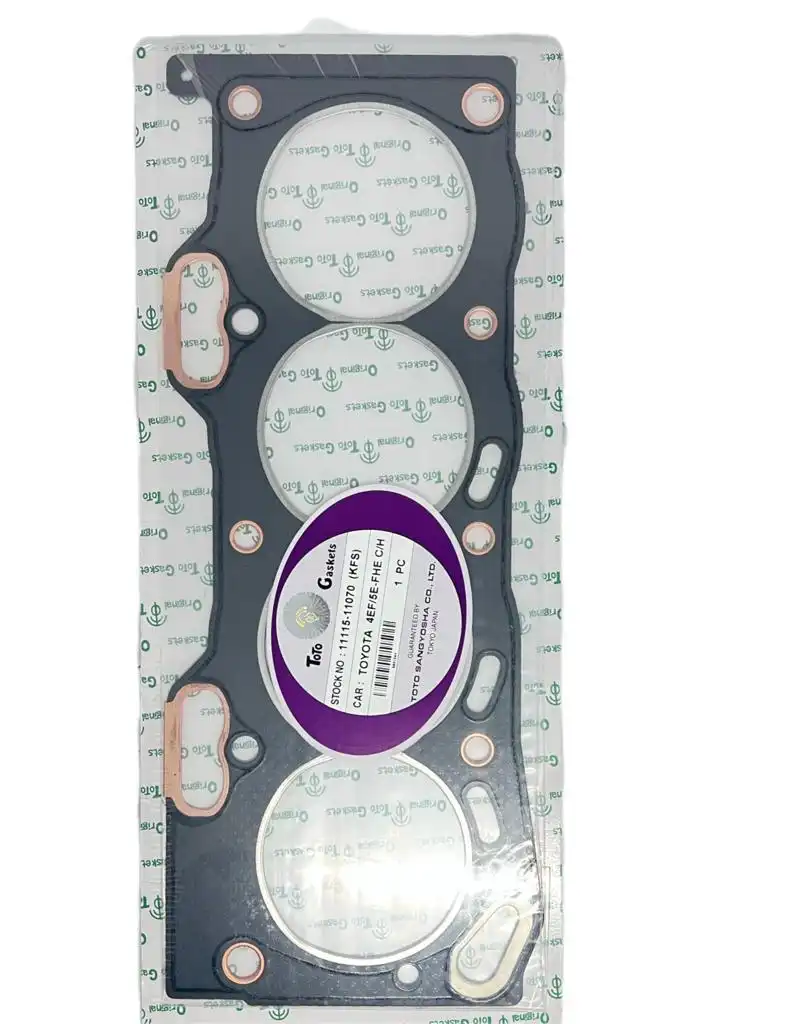 ToTo Gaskets
STOCK NO : 11115-11070 (KFS)
CAR : TOYOTA 4EF/5E-FHE C/H
1 PC
GUARANTEED BY
TOTO SANGYOSHA CO., LTD.
TOKYO JAPAN
Original ToTo Gaskets